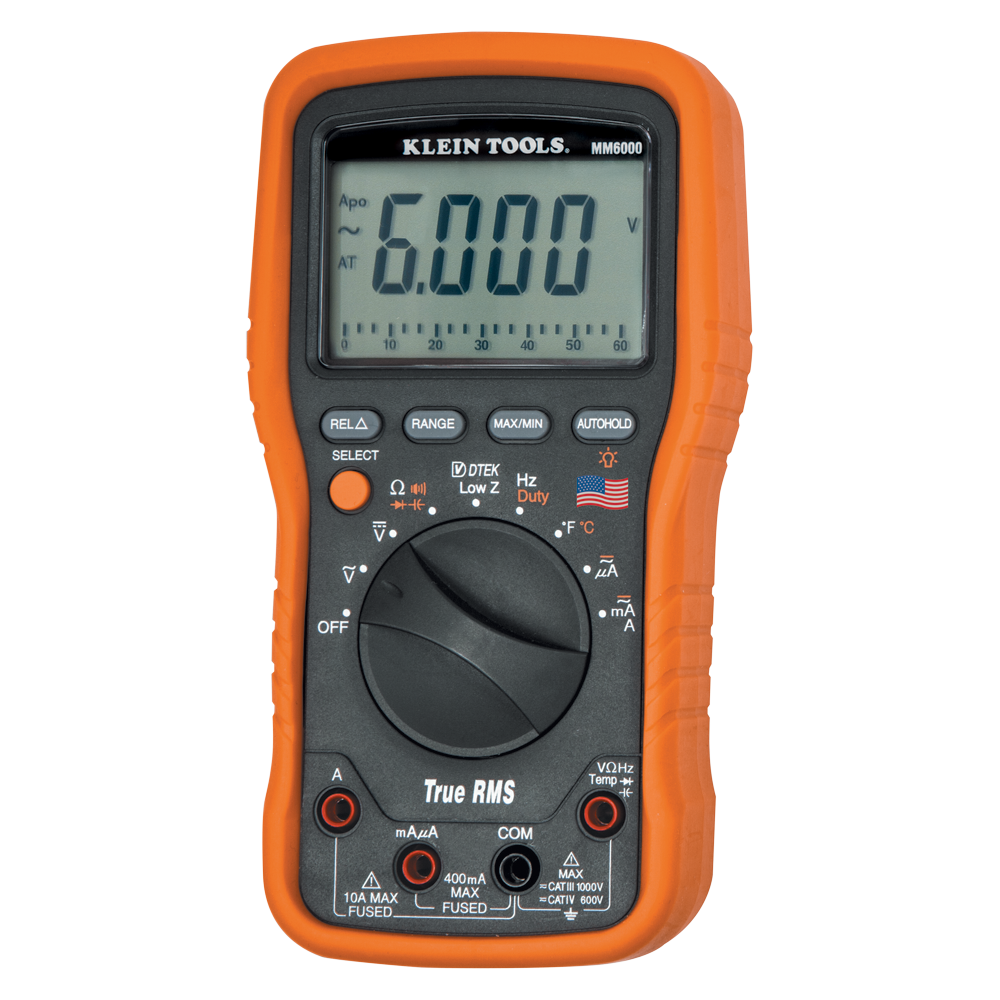 KLEIN TOOLS. MM6000
Apo
~
AT
6.000 V
0 10 20 30 40 50 60
REL△ RANGE MAX/MIN AUTOHOLD
SELECT
Ω
V DTEK
Low Z
Hz
Duty
°F °C
V
V
μA
OFF
mA
A
True RMS
A
VΩHz
Temp
mAμA
COM
10A MAX
FUSED
400mA
MAX
FUSED
MAX
CAT III 1000V
CAT IV 600V